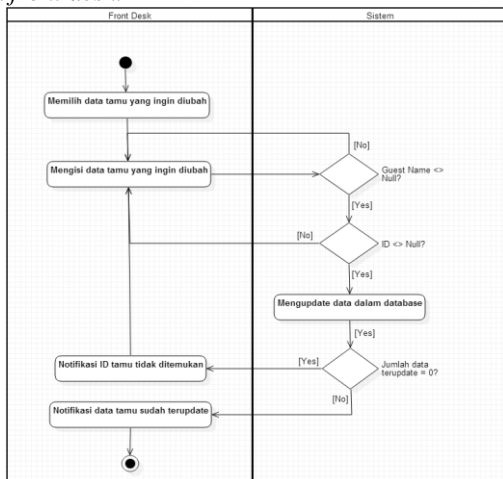 Front Desk
Sistem
Memilih data tamu yang ingin diubah
[No]
Mengisi data tamu yang ingin diubah
Guest Name <>
Null?
[Yes]
[No]
ID <> Null?
[Yes]
Mengupdate data dalam database
[Yes]
Notifikasi ID tamu tidak ditemukan
[Yes]
Jumlah data
terupdate = 0?
[No]
Notifikasi data tamu sudah terupdate